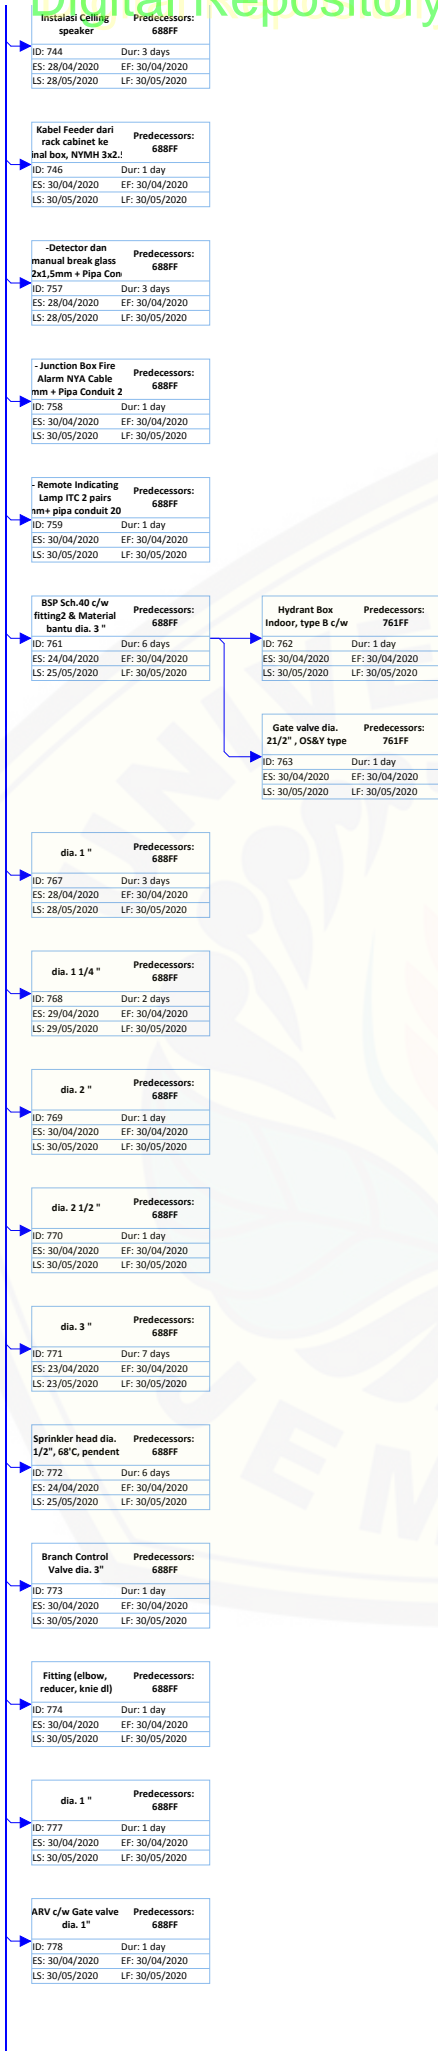 Digital Repository
Instalasi Ceiling
speaker
Predecessors:
688FF
ID: 744 Dur: 3 days
ES: 28/04/2020 EF: 30/04/2020
LS: 28/05/2020 LF: 30/05/2020
Kabel Feeder dari
rack cabinet ke
inal box, NYMH 3x2.
Predecessors:
688FF
ID: 746 Dur: 1 day
ES: 30/04/2020 EF: 30/04/2020
LS: 30/05/2020 LF: 30/05/2020
-Detector dan
manual break glass
2x1,5mm + Pipa Con
Predecessors:
688FF
ID: 757 Dur: 3 days
ES: 28/04/2020 EF: 30/04/2020
LS: 28/05/2020 LF: 30/05/2020
- Junction Box Fire
Alarm NYA Cable
mm + Pipa Conduit 2
Predecessors:
688FF
ID: 758 Dur: 1 day
ES: 30/04/2020 EF: 30/04/2020
LS: 30/05/2020 LF: 30/05/2020
- Remote Indicating
Lamp ITC 2 pairs
mm+ pipa conduit 20
Predecessors:
688FF
ID: 759 Dur: 1 day
ES: 30/04/2020 EF: 30/04/2020
LS: 30/05/2020 LF: 30/05/2020
BSP Sch.40 c/w
fitting2 & Material
bantu dia. 3 "
Predecessors:
688FF
ID: 761 Dur: 6 days
ES: 24/04/2020 EF: 30/04/2020
LS: 25/05/2020 LF: 30/05/2020
Hydrant Box
Indoor, type B c/w
Predecessors:
761FF
ID: 762 Dur: 1 day
ES: 30/04/2020 EF: 30/04/2020
LS: 30/05/2020 LF: 30/05/2020
Gate valve dia.
21/2" , OS&Y type
Predecessors:
761FF
ID: 763 Dur: 1 day
ES: 30/04/2020 EF: 30/04/2020
LS: 30/05/2020 LF: 30/05/2020
dia. 1 "
Predecessors:
688FF
ID: 767 Dur: 3 days
ES: 28/04/2020 EF: 30/04/2020
LS: 28/05/2020 LF: 30/05/2020
dia. 1 1/4 "
Predecessors:
688FF
ID: 768 Dur: 2 days
ES: 29/04/2020 EF: 30/04/2020
LS: 29/05/2020 LF: 30/05/2020
dia. 2 "
Predecessors:
688FF
ID: 769 Dur: 1 day
ES: 30/04/2020 EF: 30/04/2020
LS: 30/05/2020 LF: 30/05/2020
dia. 2 1/2 "
Predecessors:
688FF
ID: 770 Dur: 1 day
ES: 30/04/2020 EF: 30/04/2020
LS: 30/05/2020 LF: 30/05/2020
dia. 3 "
Predecessors:
688FF
ID: 771 Dur: 7 days
ES: 23/04/2020 EF: 30/04/2020
LS: 23/05/2020 LF: 30/05/2020
Sprinkler head dia.
1/2", 68'C, pendent
Predecessors:
688FF
ID: 772 Dur: 6 days
ES: 24/04/2020 EF: 30/04/2020
LS: 25/05/2020 LF: 30/05/2020
Branch Control
Valve dia. 3"
Predecessors:
688FF
ID: 773 Dur: 1 day
ES: 30/04/2020 EF: 30/04/2020
LS: 30/05/2020 LF: 30/05/2020
Fitting (elbow,
reducer, knie dl)
Predecessors:
688FF
ID: 774 Dur: 1 day
ES: 30/04/2020 EF: 30/04/2020
LS: 30/05/2020 LF: 30/05/2020
dia. 1 "
Predecessors:
688FF
ID: 777 Dur: 1 day
ES: 30/04/2020 EF: 30/04/2020
LS: 30/05/2020 LF: 30/05/2020
ARV c/w Gate valve
dia. 1"
Predecessors:
688FF
ID: 778 Dur: 1 day
ES: 30/04/2020 EF: 30/04/2020
LS: 30/05/2020 LF: 30/05/2020